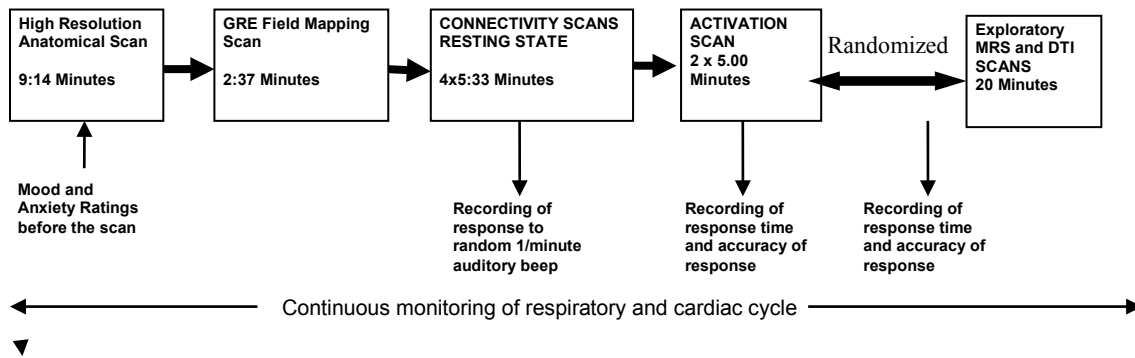 High Resolution
Anatomical Scan
9:14 Minutes
GRE Field Mapping
Scan
2:37 Minutes
CONNECTIVITY SCANS
RESTING STATE
4x5:33 Minutes
ACTIVATION
SCAN
2 x 5.00
Minutes
Randomized
Exploratory
MRS and DTI
SCANS
20 Minutes
Mood and
Anxiety Ratings
before the scan
Recording of
response to
random 1/minute
auditory beep
Recording of
response time
and accuracy of
response
Recording of
response time
and accuracy of
response
Continuous monitoring of respiratory and cardiac cycle